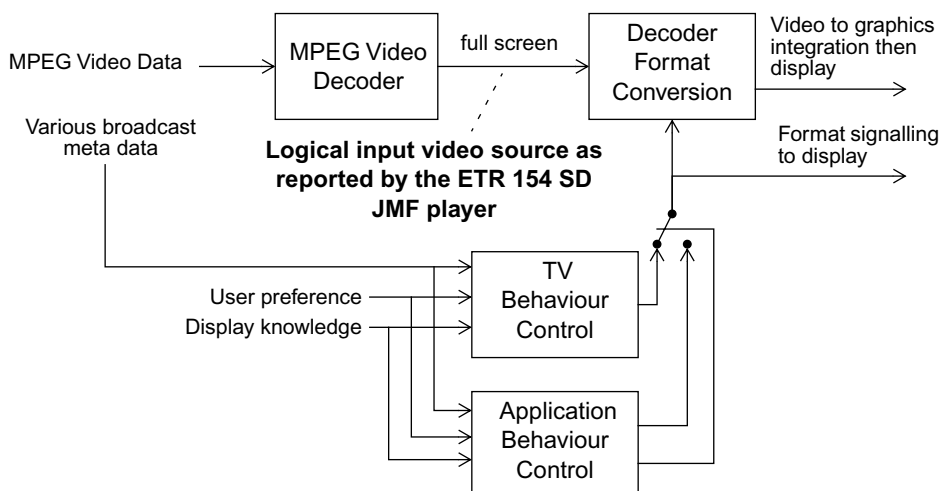 MPEG Video Data
MPEG Video
Decoder
full screen
Decoder
Format
Conversion
Video to graphics
integration then
display
Various broadcast
meta data
Logical input video source as
reported by the ETR 154 SD
JMF player
Format signalling
to display
TV
Behaviour
Control
User preference
Display knowledge
Application
Behaviour
Control